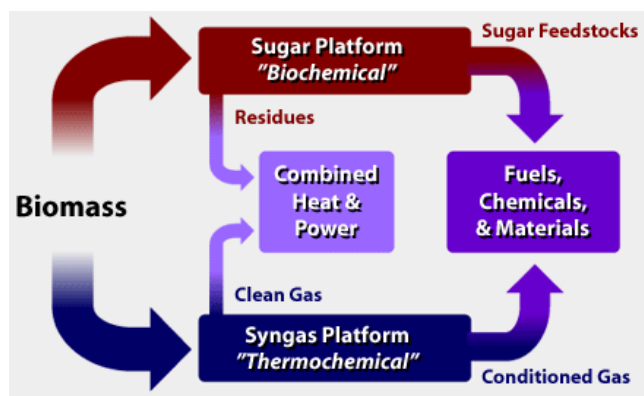 Sugar Platform
"Biochemical"
Sugar Feedstocks
Residues
Combined
Heat &
Power
Fuels,
Chemicals,
& Materials
Biomass
Clean Gas
Syngas Platform
"Thermochemical"
Conditioned Gas